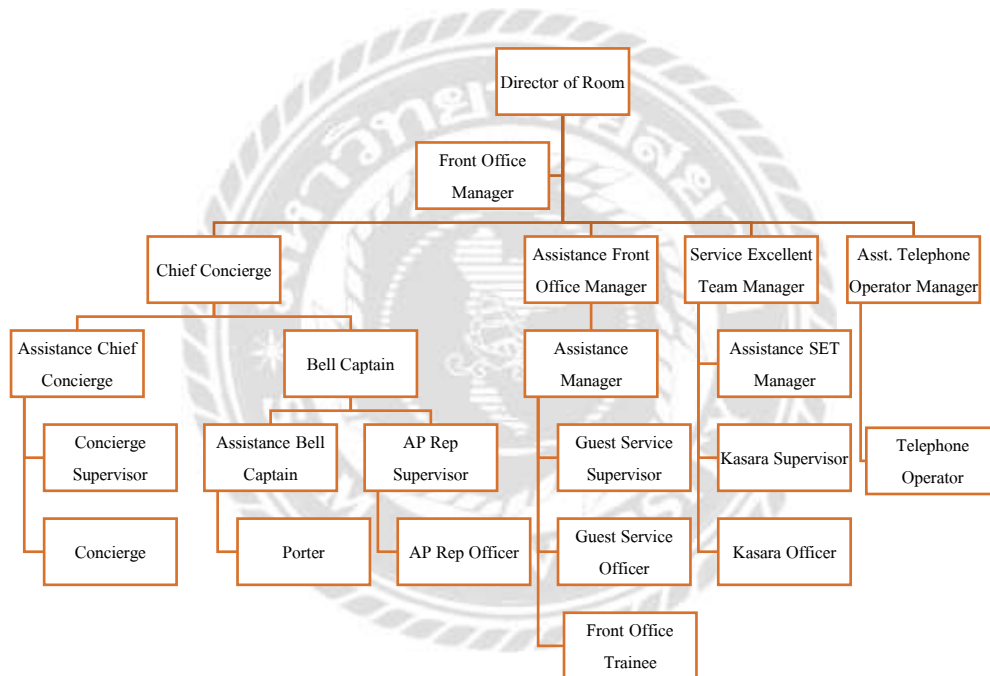 Director of Room
Front Office
Manager
Chief Concierge
Assistance Front
Office Manager
Service Excellent
Team Manager
Asst. Telephone
Operator Manager
Assistance Chief
Concierge
Bell Captain
Assistance
Manager
Assistance SET
Manager
Concierge
Supervisor
Assistance Bell
Captain
AP Rep
Supervisor
Guest Service
Supervisor
Kasara Supervisor
Telephone
Operator
Concierge
Porter
AP Rep Officer
Guest Service
Officer
Kasara Officer
Front Office
Trainee